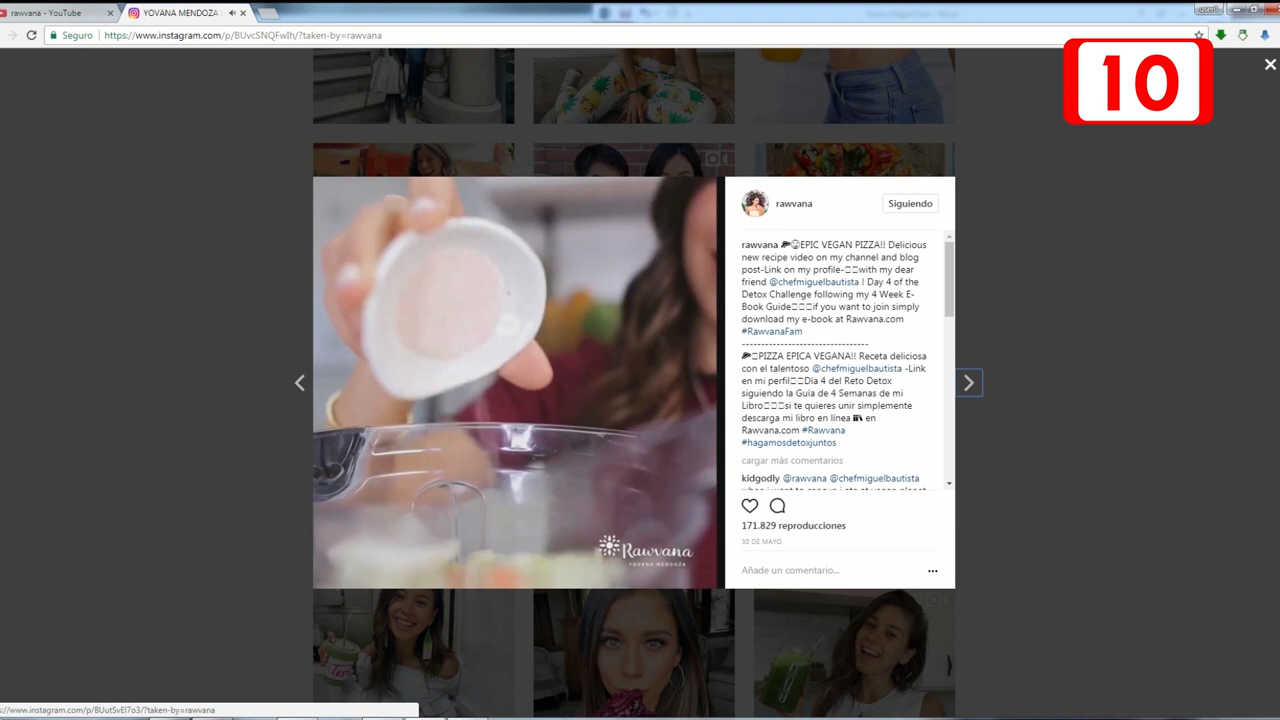 rawvana - YouTube
YOVANA MENDOZA
user0
Seguro
https://www.instagram.com/p/BUvcSNQFwIh/?taken-by=rawvana
10
rawvana
Siguiendo
rawvana EPIC VEGAN PIZZA!! Delicious
new recipe video on my channel and blog
post-Link on my profile-with my dear
friend @chefmiguelbautista ! Day 4 of the
Detox Challenge following my 4 Week E-
Book Guideif you want to join simply
download my e-book at Rawvana.com
#RawvanaFam
--------------------------------
PIZZA EPICA VEGANA!! Receta deliciosa
con el talentoso @chefmiguelbautista -Link
en mi perfilDía 4 del Reto Detox
siguiendo la Guía de 4 Semanas de mi
Librosi te quieres unir simplemente
descarga mi libro en línea en
Rawvana.com #Rawvana
#hagamosdetoxjuntos
cargar más comentarios
kidgodly @rawvana @chefmiguelbautista
171.829 reproducciones
30 DE MAYO
Añade un comentario...
Rawvana
YOVANA MENDOZA
s://www.instagram.com/p/BUutSvEI7o3/?taken-by=rawvana